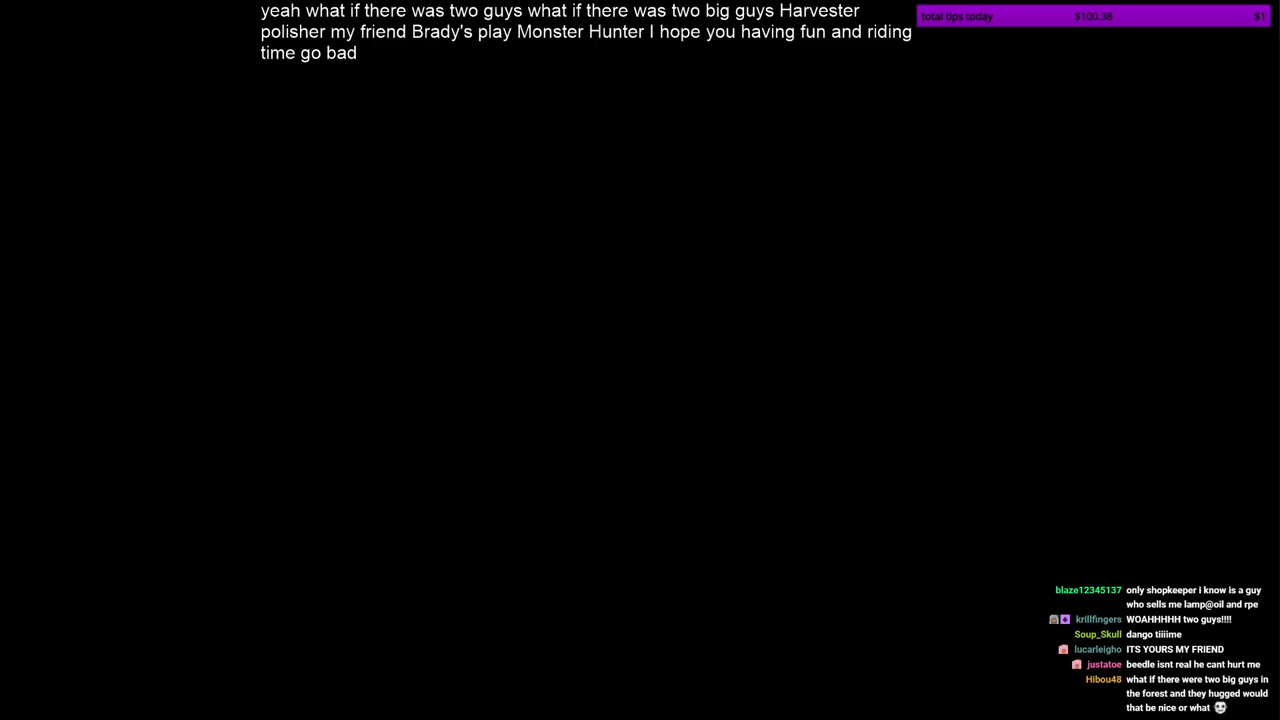 yeah what if there was two guys what if there was two big guys Harvester
polisher my friend Brady's play Monster Hunter I hope you having fun and riding
time go bad
total tips today $100.38 $1
blaze12345137 only shopkeeper i know is a guy
who sells me lamp@oil and rpe
krillfingers WOAHHHHH two guys!!!!
Soup_Skull dango tiiiime
lucarleigho ITS YOURS MY FRIEND
justatoe beedle isnt real he cant hurt me
Hibou48 what if there were two big guys in
the forest and they hugged would
that be nice or what